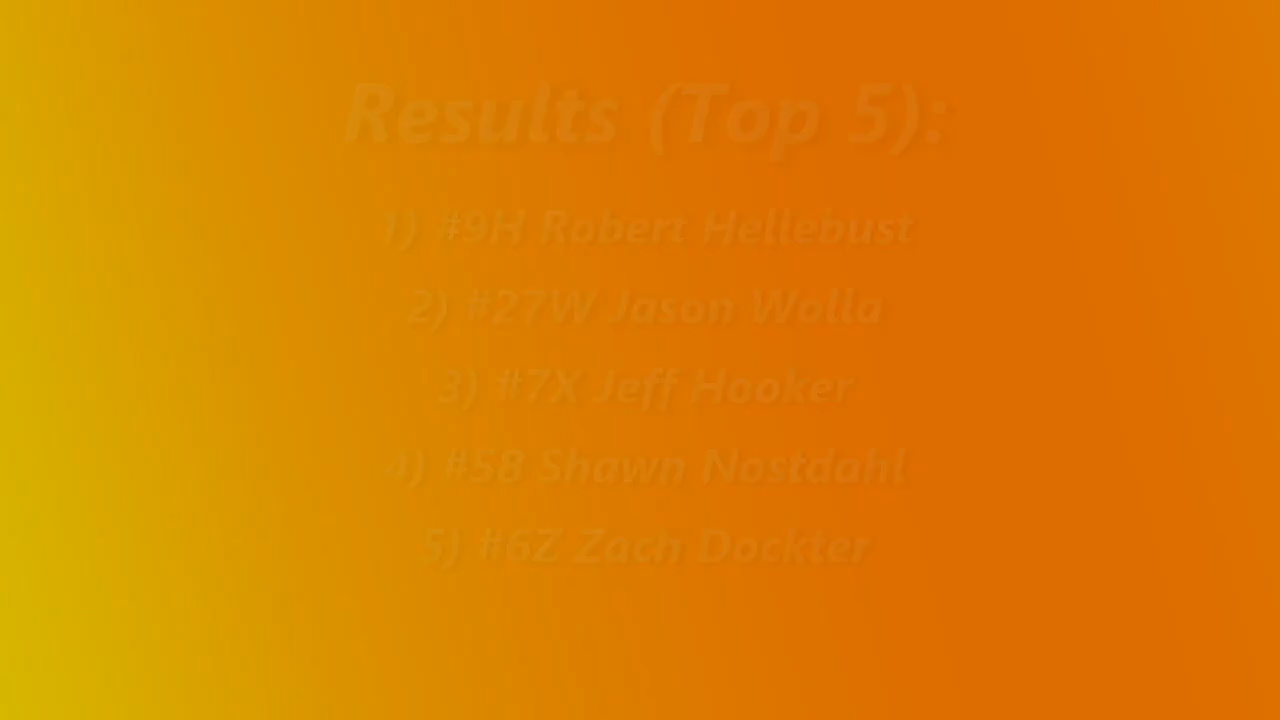 Results (Top 5):
1) #9H Robert Hellebust
2) #27W Jason Wolla
3) #7X Jeff Hooker
4) #58 Shawn Nostdahl
5) #6Z Zach Dockter